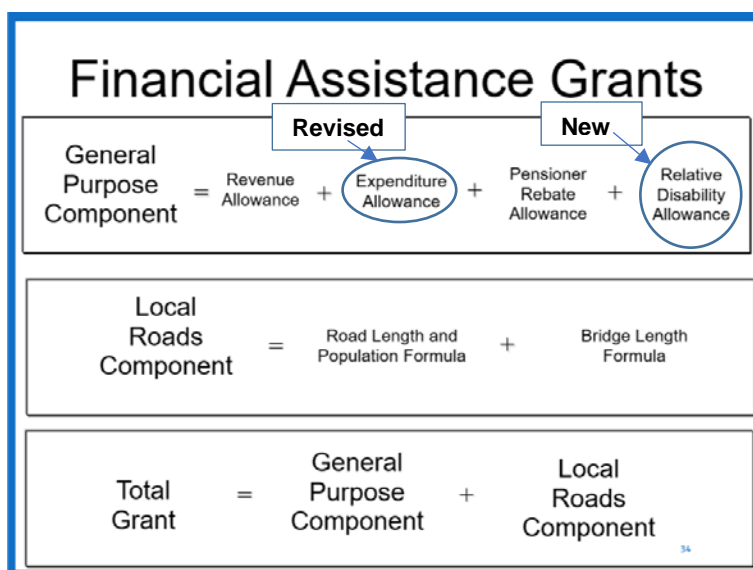 Financial Assistance Grants
Revised
New
General
Purpose
Component
=
Revenue
Allowance
+
Expenditure
Allowance
+
Pensioner
Rebate
Allowance
+
Relative
Disability
Allowance
Local
Roads
Component
=
Road Length and
Population Formula
+
Bridge Length
Formula
Total
Grant
=
General
Purpose
Component
+
Local
Roads
Component
34